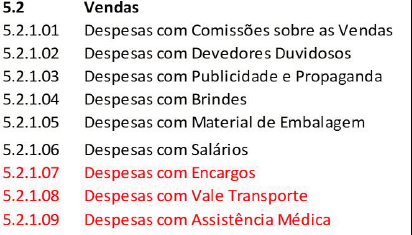 5.2 Vendas
5.2.1.01 Despesas com Comissões sobre as Vendas
5.2.1.02 Despesas com Devedores Duvidosos
5.2.1.03 Despesas com Publicidade e Propaganda
5.2.1.04 Despesas com Brindes
5.2.1.05 Despesas com Material de Embalagem
5.2.1.06 Despesas com Salários
5.2.1.07 Despesas com Encargos
5.2.1.08 Despesas com Vale Transporte
5.2.1.09 Despesas com Assistência Médica